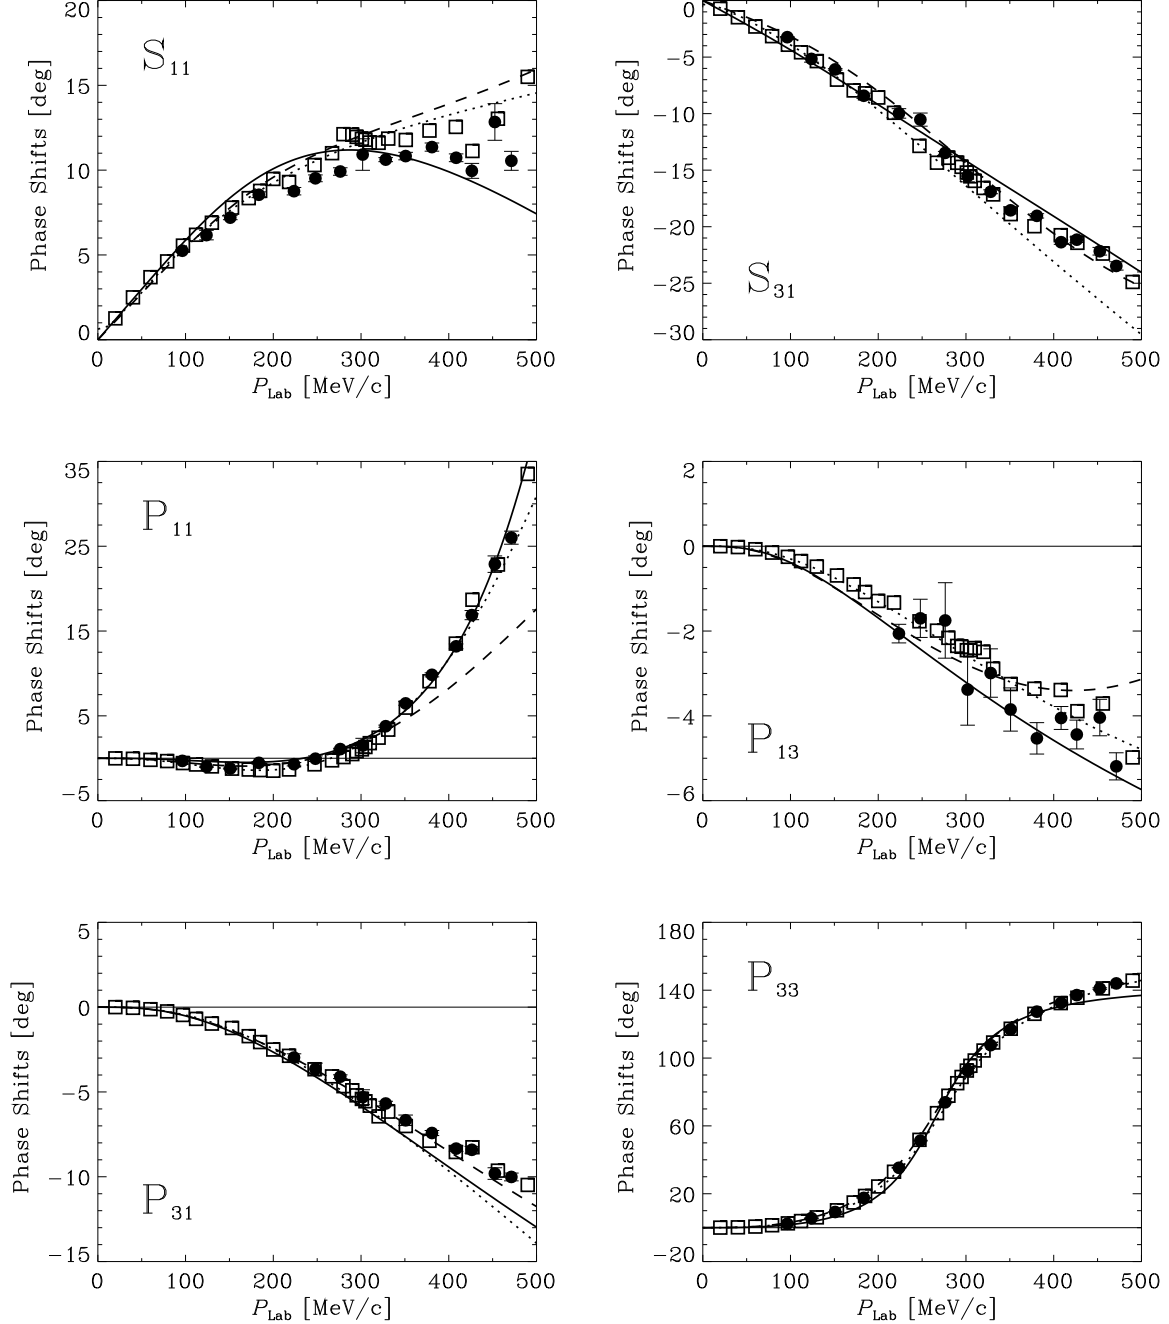 20
15
10
5
0
Phase Shifts [deg]
S11
0 100 200 300 400 500
PLab [MeV/c]
0
−5
−10
−15
−20
−25
−30
Phase Shifts [deg]
S31
0 100 200 300 400 500
PLab [MeV/c]
35
25
15
5
−5
Phase Shifts [deg]
P11
0 100 200 300 400 500
PLab [MeV/c]
2
0
−2
−4
−6
Phase Shifts [deg]
P13
0 100 200 300 400 500
PLab [MeV/c]
5
0
−5
−10
−15
Phase Shifts [deg]
P31
0 100 200 300 400 500
PLab [MeV/c]
180
140
100
60
20
−20
Phase Shifts [deg]
P33
0 100 200 300 400 500
PLab [MeV/c]